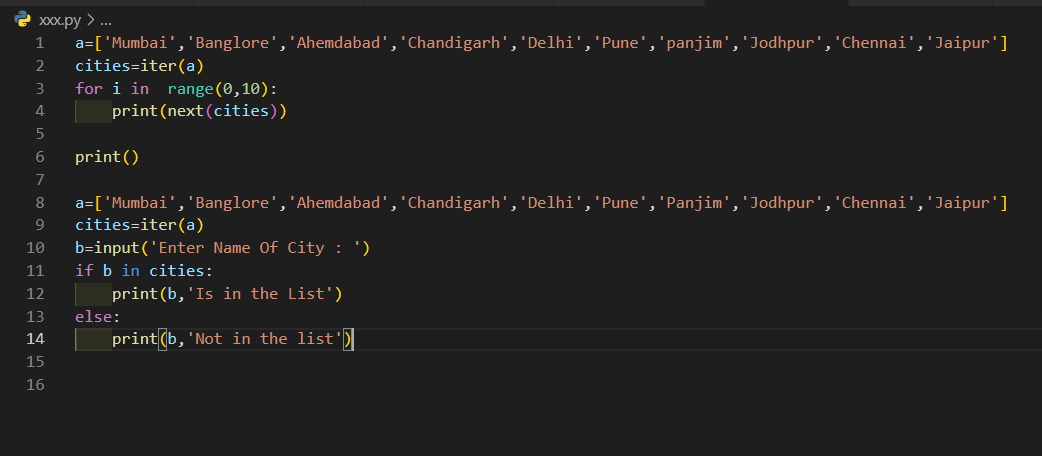 xxx.py > ...
1 a=['Mumbai','Banglore','Ahemdabad','Chandigarh','Delhi','Pune','panjim','Jodhpur','Chennai','Jaipur']
2 cities=iter(a)
3 for i in  range(0,10):
4     print(next(cities))
5
6 print()
7
8 a=['Mumbai','Banglore','Ahemdabad','Chandigarh','Delhi','Pune','Panjim','Jodhpur','Chennai','Jaipur']
9 cities=iter(a)
10 b=input('Enter Name Of City : ')
11 if b in cities:
12     print(b,'Is in the List')
13 else:
14     print(b,'Not in the list')
15
16